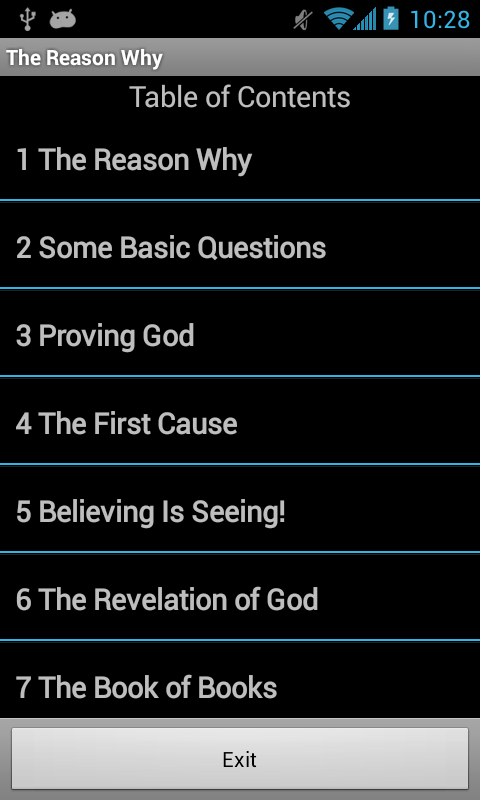 10:28
The Reason Why
Table of Contents
1 The Reason Why
2 Some Basic Questions
3 Proving God
4 The First Cause
5 Believing Is Seeing!
6 The Revelation of God
7 The Book of Books
Exit